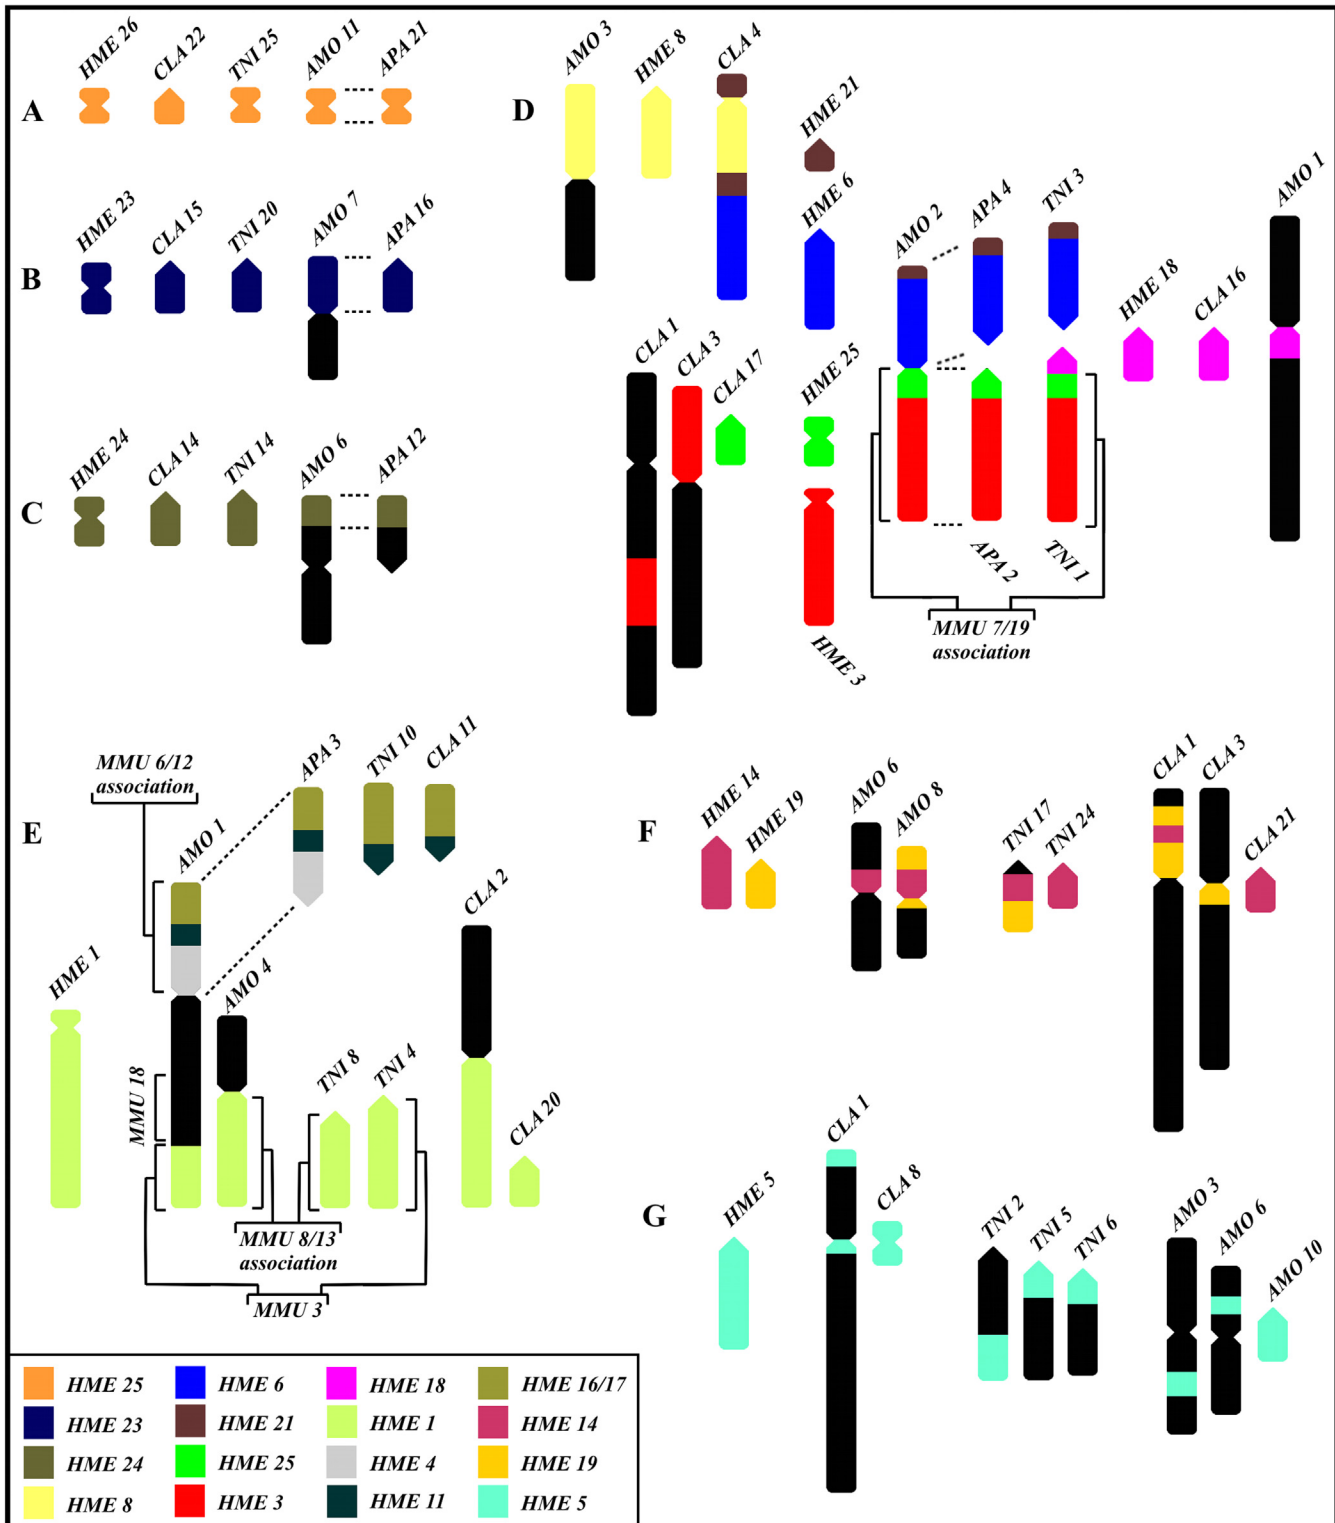 A
HME 26
CLA 22
TNI 25
AMO 11
APA 21
B
HME 23
CLA 15
TNI 20
AMO 7
APA 16
C
HME 24
CLA 14
TNI 14
AMO 6
APA 12
D
AMO 3
HME 8
CLA 4
HME 21
HME 6
AMO 2
APA 4
TNI 3
HME 18
CLA 16
AMO 1
CLA 1
CLA 3
CLA 17
HME 25
HME 3
APA 2
TNI 1
MMU 7/19
association
E
MMU 6/12
association
HME 1
AMO 1
AMO 4
APA 3
TNI 10
CLA 11
MMU 18
TNI 8
TNI 4
CLA 2
CLA 20
MMU 8/13
association
MMU 3
F
HME 14
HME 19
AMO 6
AMO 8
TNI 17
TNI 24
CLA 1
CLA 3
CLA 21
G
HME 5
CLA 1
CLA 8
TNI 2
TNI 5
TNI 6
AMO 3
AMO 6
AMO 10
HME 25
HME 6
HME 18
HME 16/17
HME 23
HME 21
HME 1
HME 14
HME 24
HME 25
HME 4
HME 19
HME 8
HME 3
HME 11
HME 5